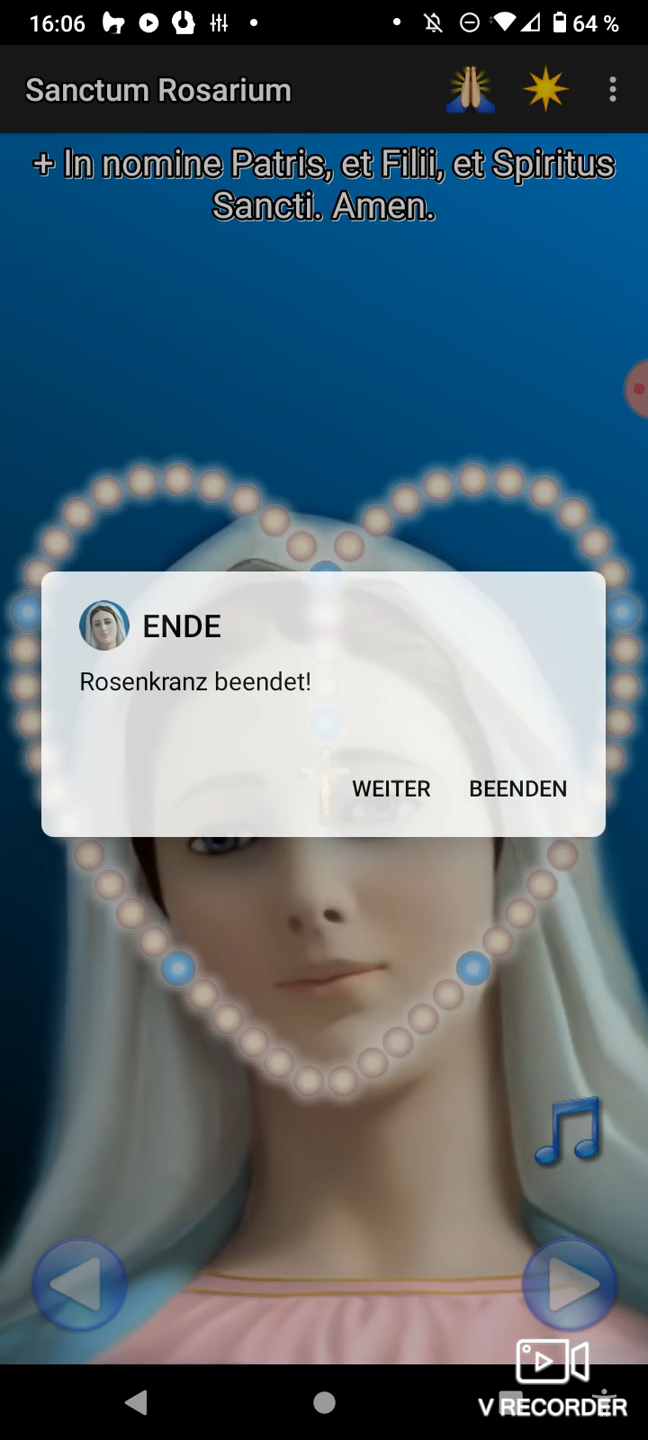 16:06
64 %
Sanctum Rosarium
+ In nomine Patris, et Filii, et Spiritus
Sancti. Amen.
ENDE
Rosenkranz beendet!
WEITER BEENDEN
V RECORDER